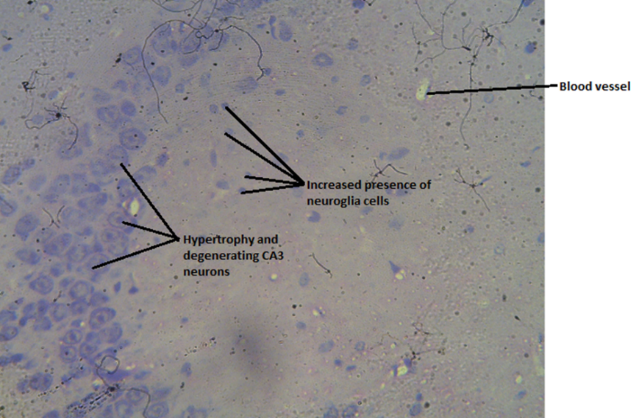 Blood vessel
Increased presence of
neuroglia cells
Hypertrophy and
degenerating CA3
neurons